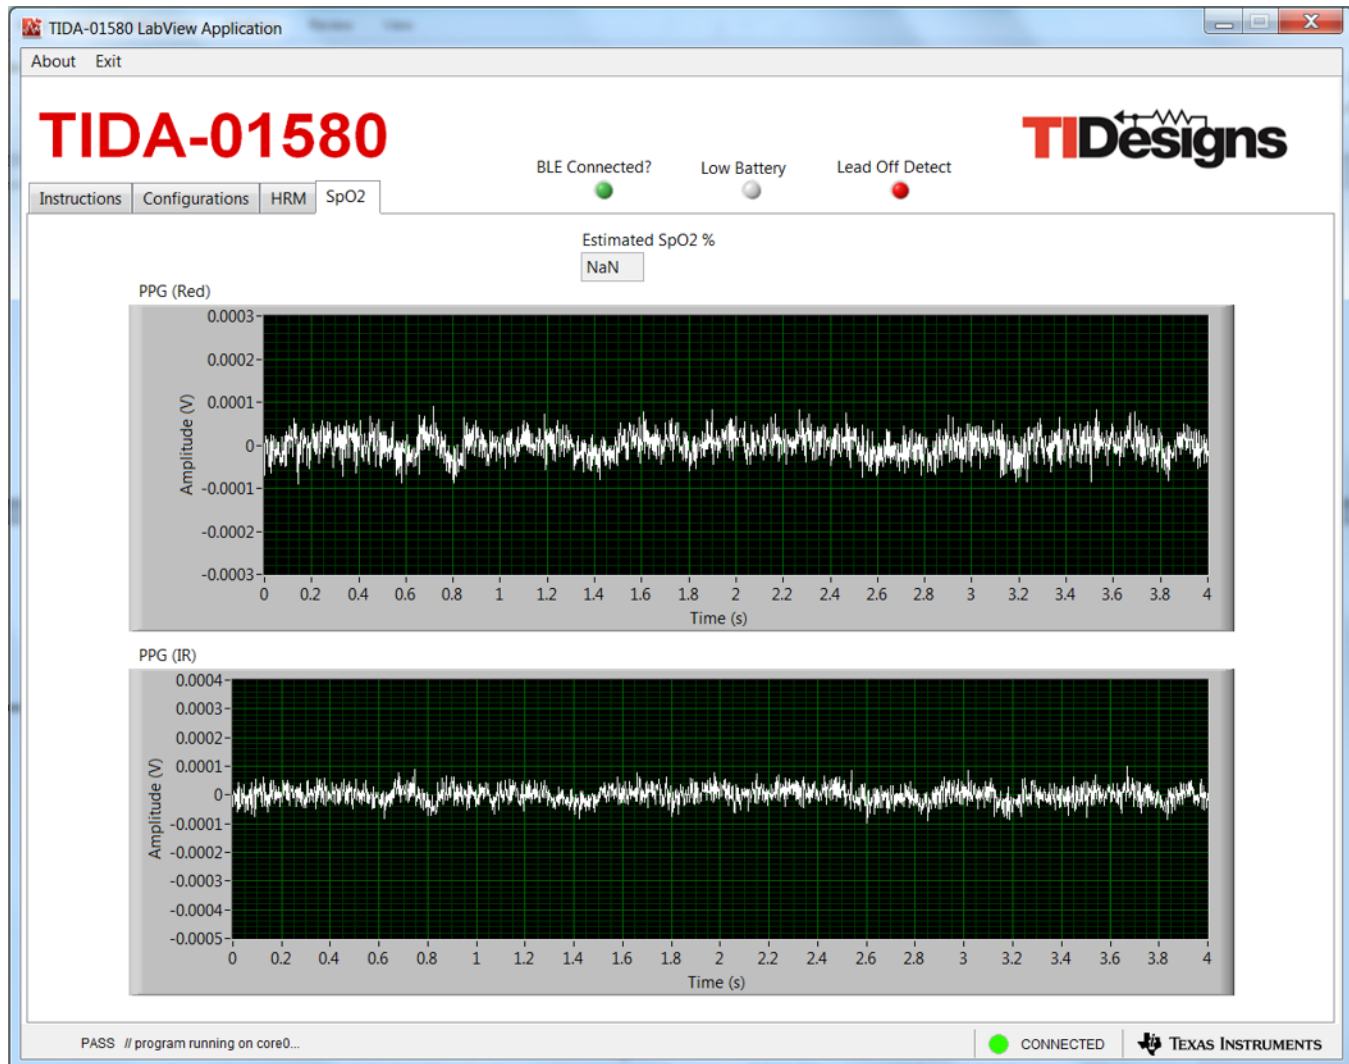 TIDA-01580 LabView Application
About Exit
TIDA-01580
TIDesigns
BLE Connected? Low Battery Lead Off Detect
Instructions Configurations HRM SpO2
Estimated SpO2 %
NaN
PPG (Red)
0.0003
0.0002
0.0001
0
-0.0001
-0.0002
-0.0003
Amplitude (V)
0 0.2 0.4 0.6 0.8 1 1.2 1.4 1.6 1.8 2 2.2 2.4 2.6 2.8 3 3.2 3.4 3.6 3.8 4
Time (s)
PPG (IR)
0.0004
0.0003
0.0002
0.0001
0
-0.0001
-0.0002
-0.0003
-0.0004
-0.0005
Amplitude (V)
0 0.2 0.4 0.6 0.8 1 1.2 1.4 1.6 1.8 2 2.2 2.4 2.6 2.8 3 3.2 3.4 3.6 3.8 4
Time (s)
PASS // program running on core0... CONNECTED TEXAS INSTRUMENTS